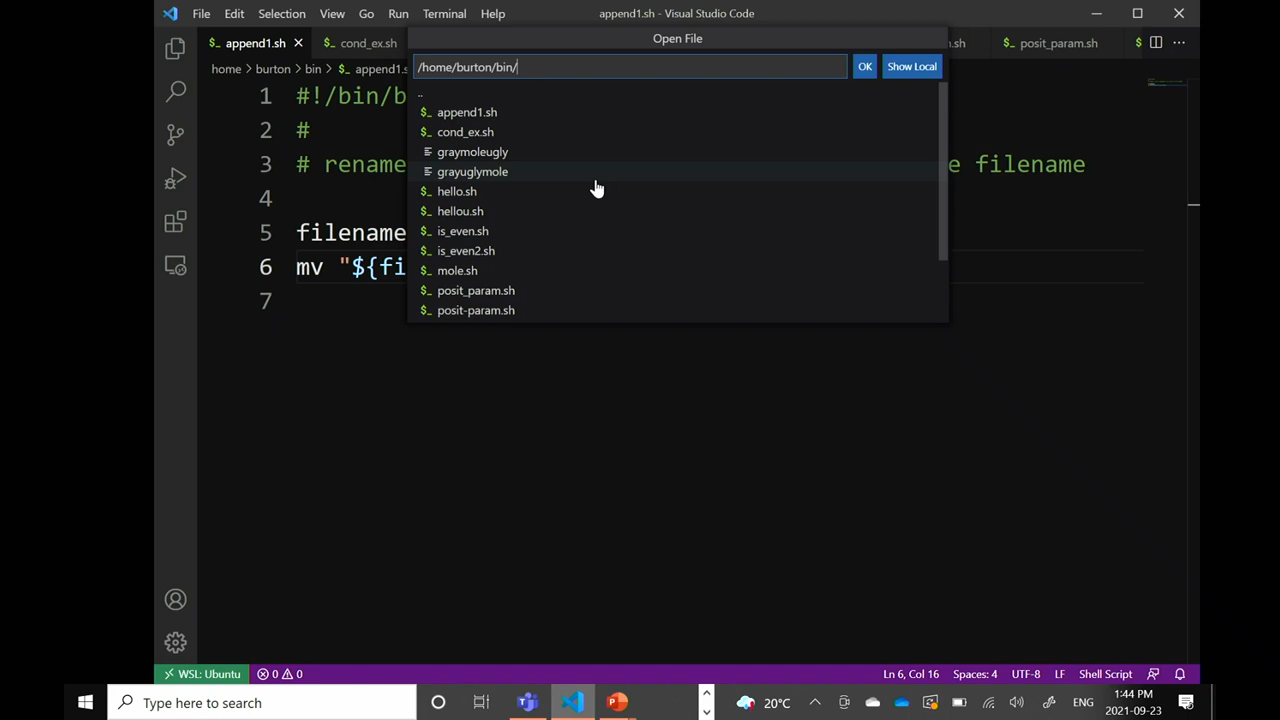 File Edit Selection View Go Run Terminal Help append1.sh - Visual Studio Code
Open File
append1.sh cond_ex.sh n.sh posit_param.sh
/home/burton/bin/ OK Show Local
home > burton > bin > append1.s
..
append1.sh
cond_ex.sh
graymoleugly
grayuglymole
hello.sh
hellou.sh
is_even.sh
is_even2.sh
mole.sh
posit_param.sh
posit-param.sh
1 #!/bin/b
2 #
3 # rename e filename
4
5 filename
6 mv "${fi
7
WSL: Ubuntu 0 0 Ln 6, Col 16 Spaces: 4 UTF-8 LF Shell Script
Type here to search 20°C ENG 1:44 PM
2021-09-23